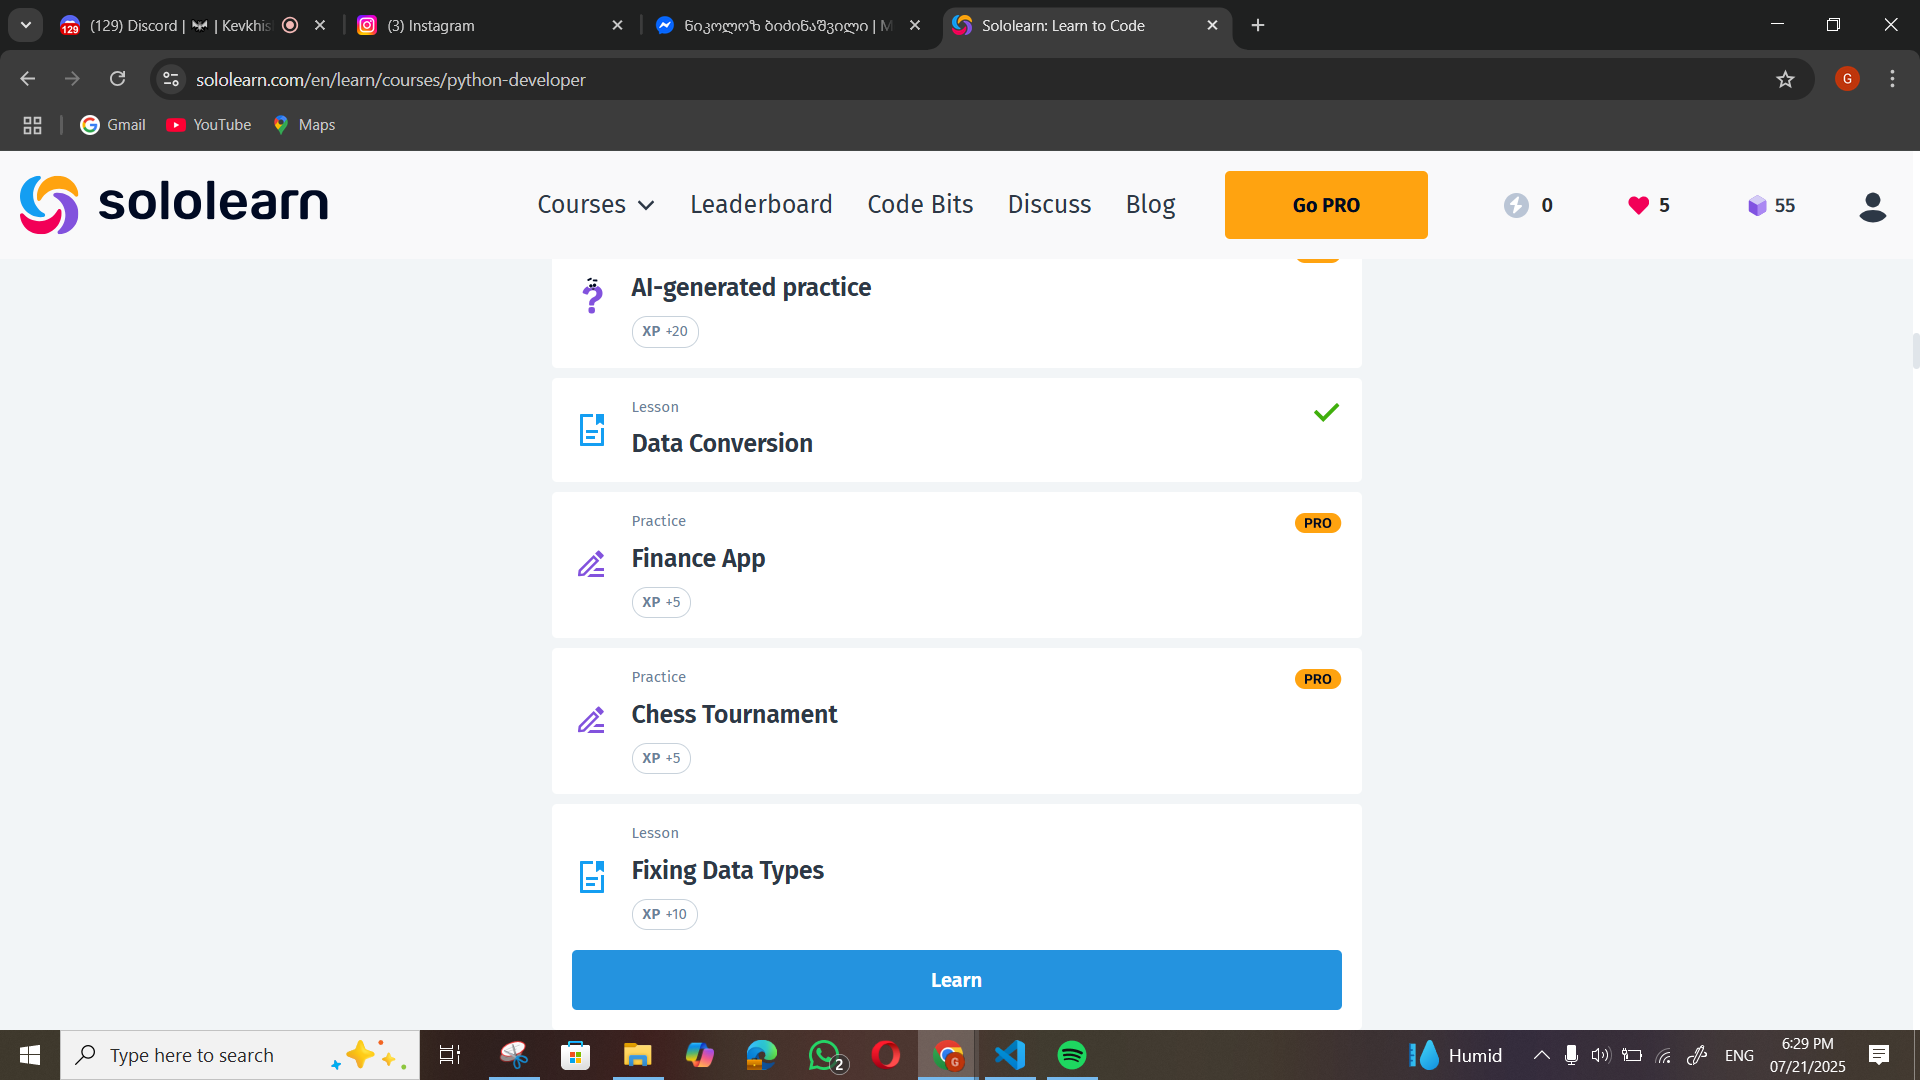 129
(129) Discord | 🦇 | Kevkhis
(3) Instagram
ნიკოლოზ ბიძინაშვილი | M
Sololearn: Learn to Code
sololearn.com/en/learn/courses/python-developer
G
Gmail
YouTube
Maps
sololearn
Courses
Leaderboard
Code Bits
Discuss
Blog
Go PRO
0
5
55
AI-generated practice
XP +20
Lesson
Data Conversion
Practice
PRO
Finance App
XP +5
Practice
PRO
Chess Tournament
XP +5
Lesson
Fixing Data Types
XP +10
Learn
Type here to search
2
G
Humid
ENG
6:29 PM
07/21/2025